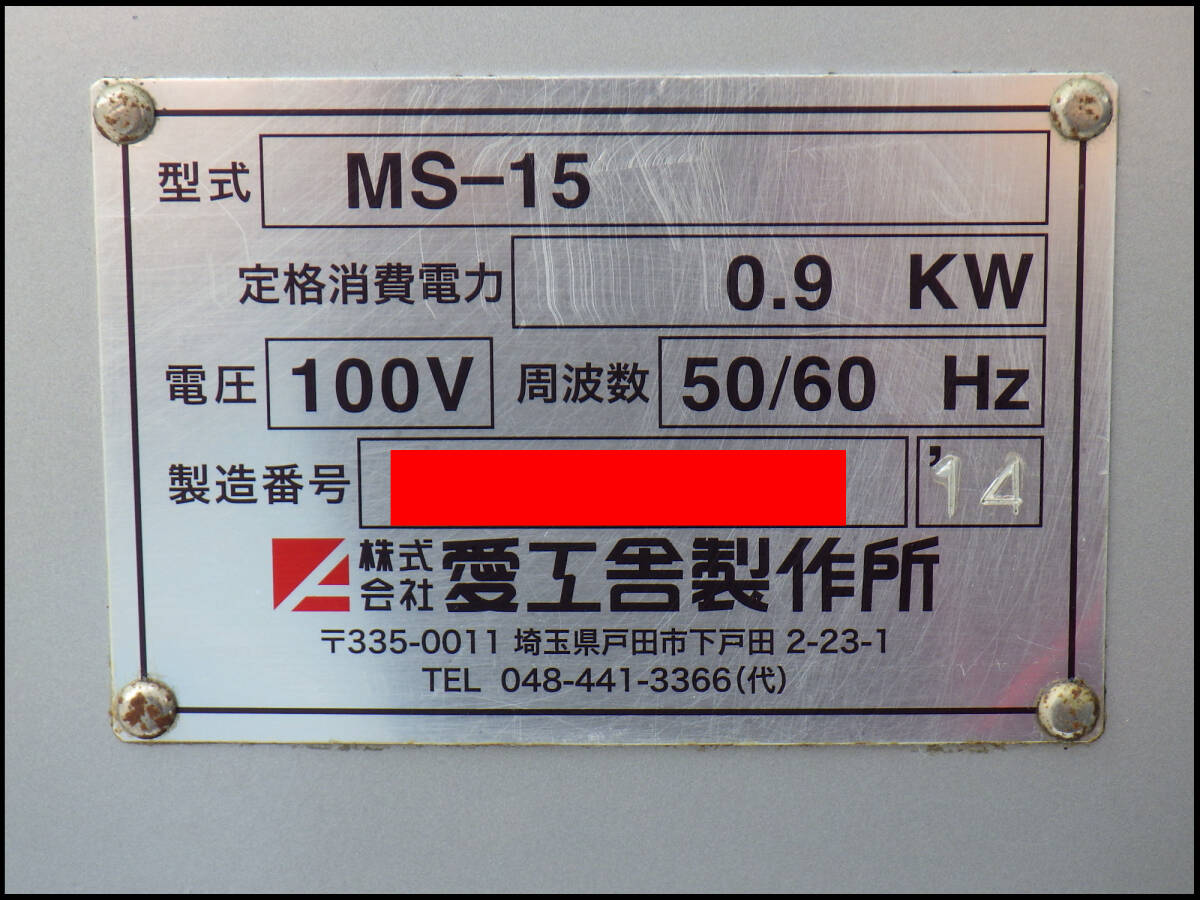 型式 MS-15
定格消費電力 0.9 KW
電圧 100V 周波数 50/60 Hz
製造番号 '14
株式会社 愛工舎製作所
〒335-0011 埼玉県戸田市下戸田 2-23-1
TEL 048-441-3366(代)